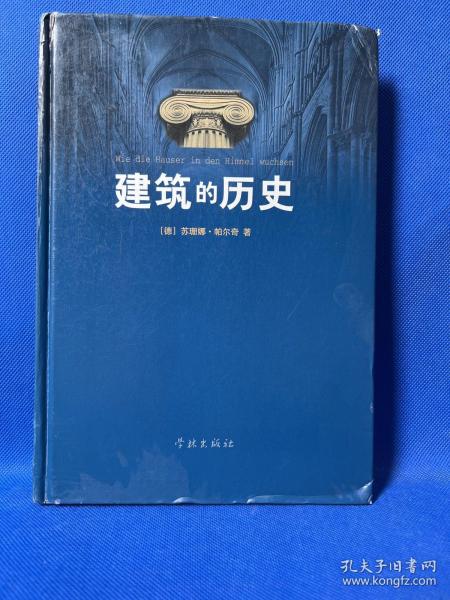 Wie die Hauser in den Himmel wuchsen
建筑的历史
[德] 苏珊娜·帕尔奇 著
学林出版社
孔夫子旧书网
www.kongfz.com